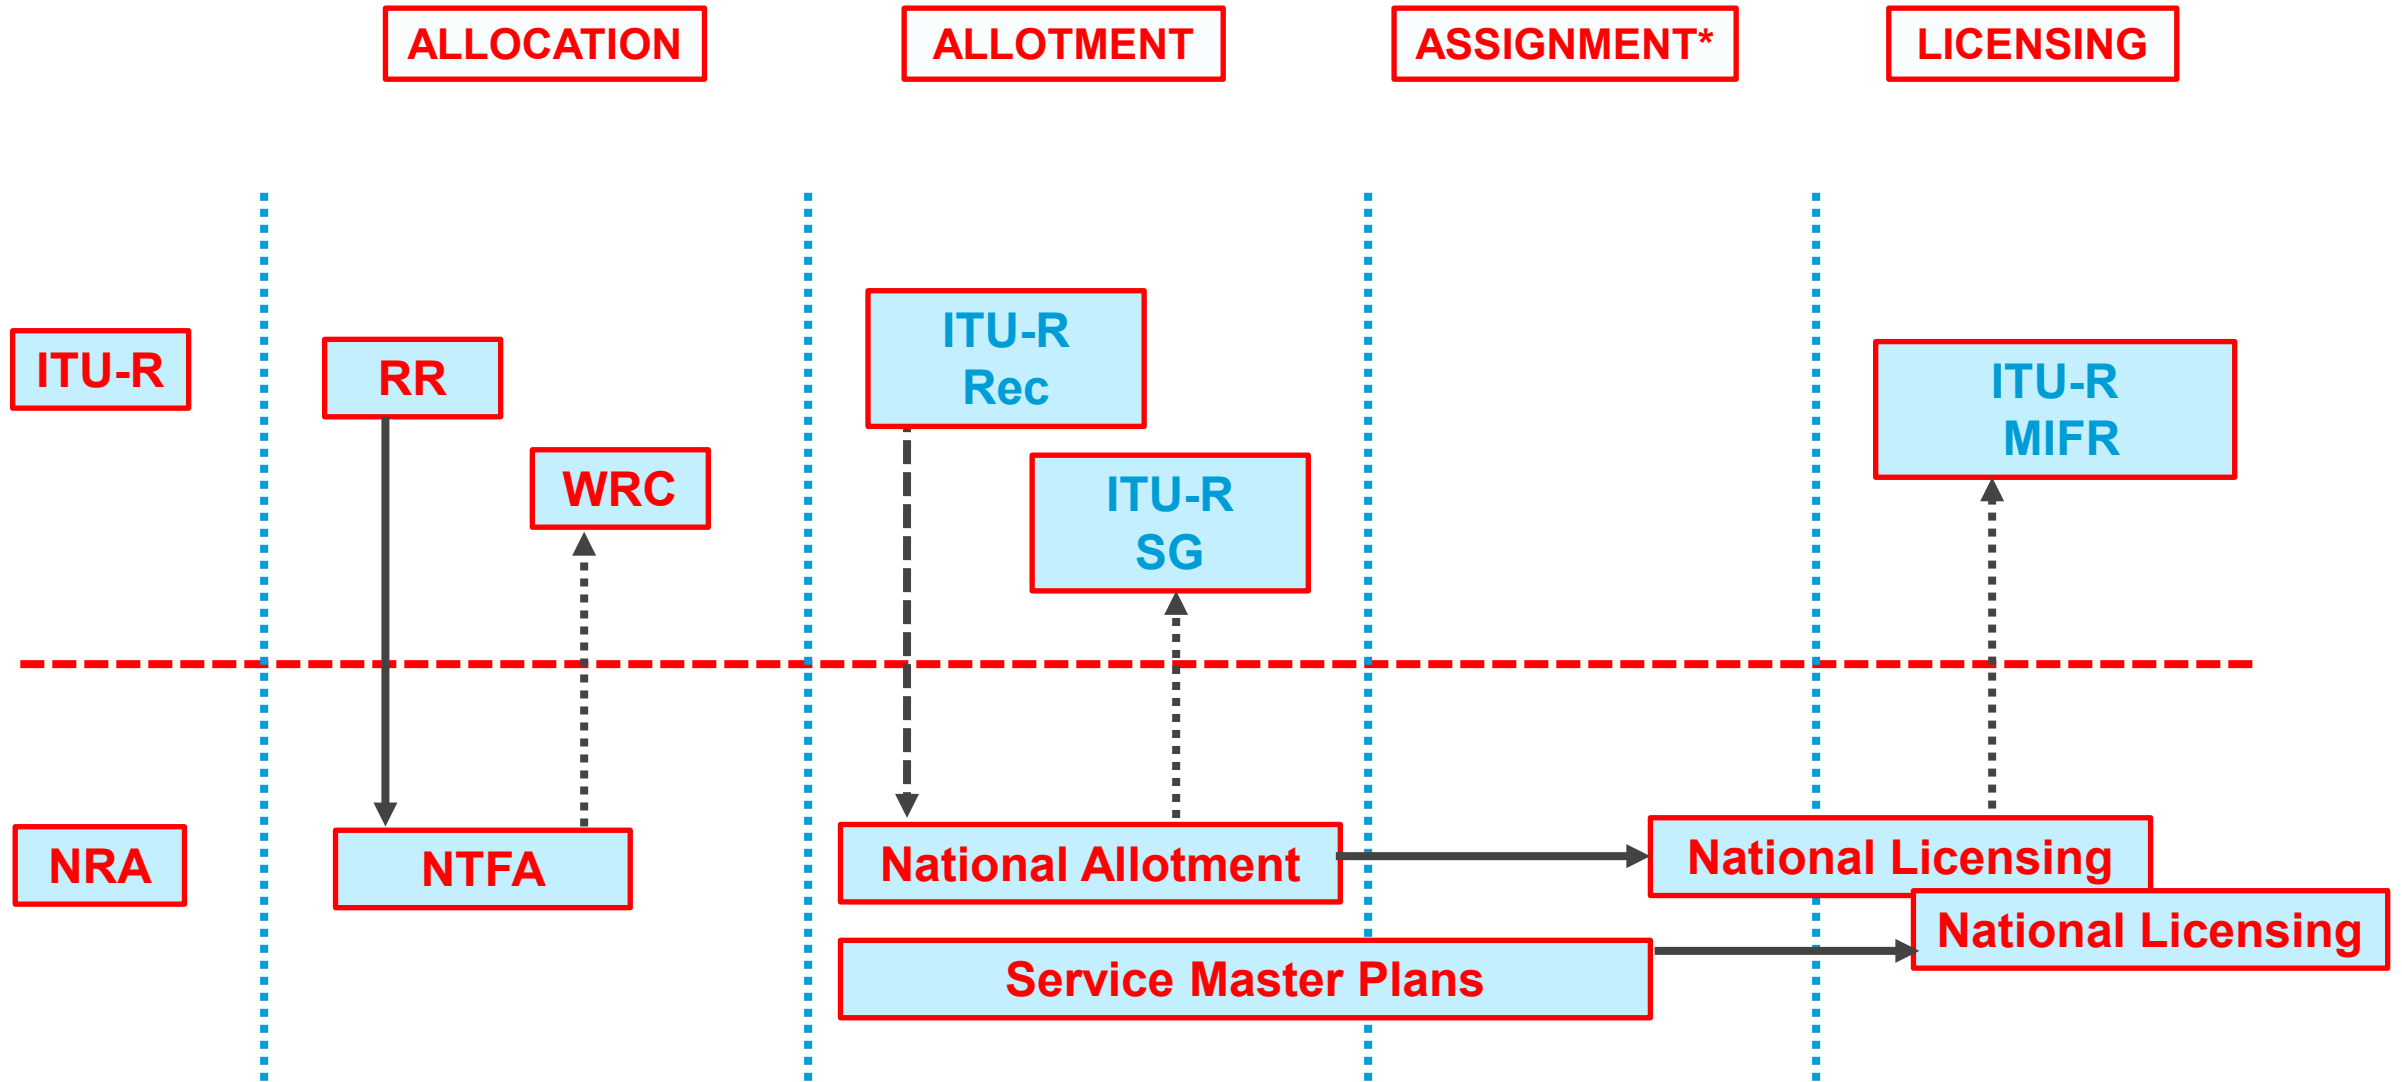 ALLOCATION
ALLOTMENT
ASSIGNMENT*
LICENSING
ITU-R
RR
WRC
ITU-R
Rec
ITU-R
SG
ITU-R
MIFR
NRA
NTFA
National Allotment
National Licensing
National Licensing
Service Master Plans